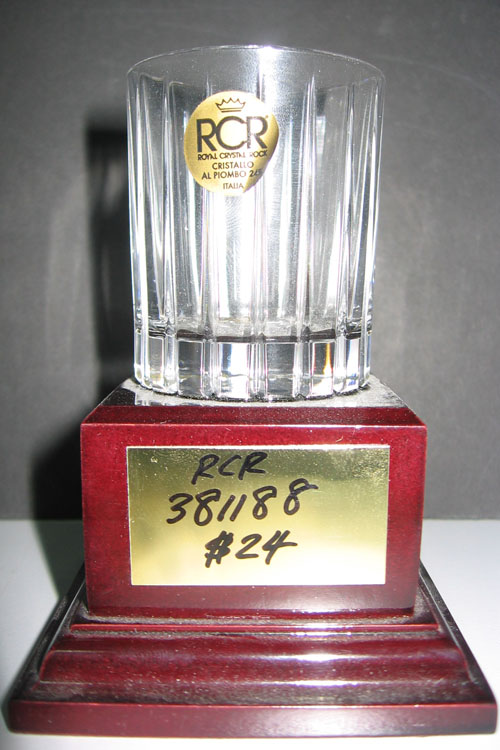 RCR
ROYAL CRYSTAL ROCK
CRISTALLO
AL PIOMBO 24%
ITALIA
RCR
381188
#24